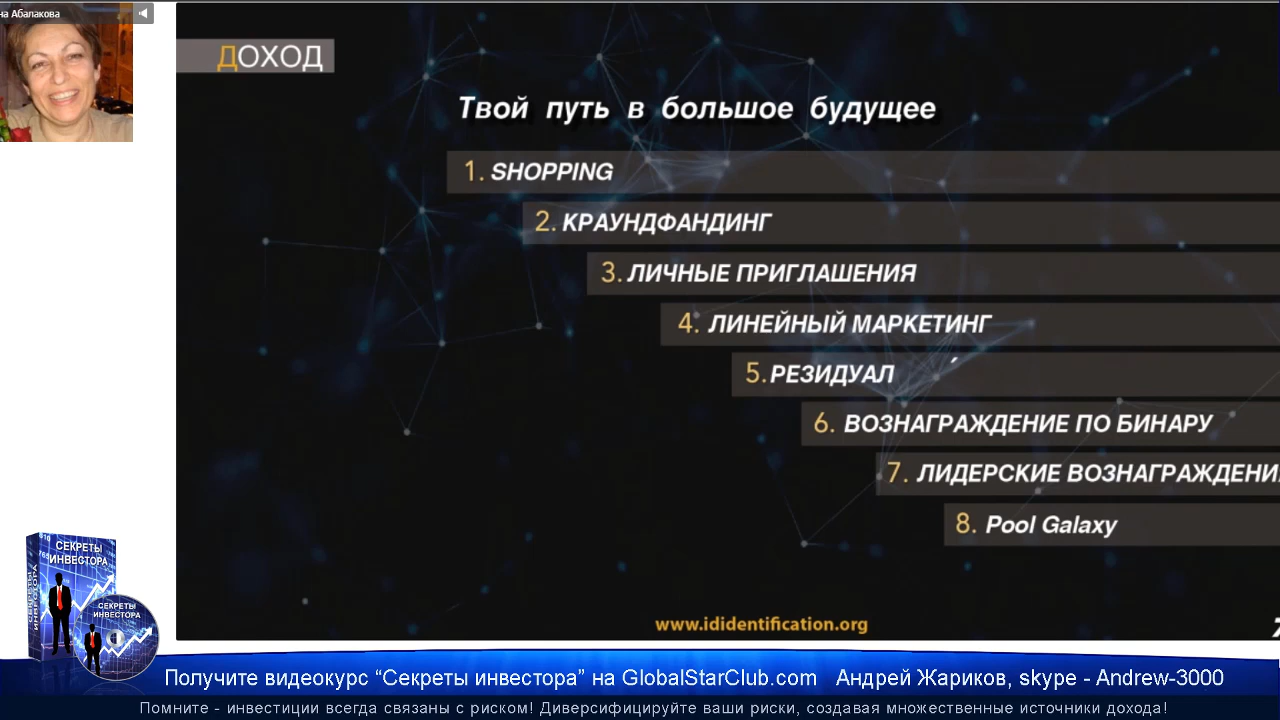 на Абалакова
ДОХОД
Твой путь в большое будущее
1. SHOPPING
2. КРАУНДФАНДИНГ
3. ЛИЧНЫЕ ПРИГЛАШЕНИЯ
4. ЛИНЕЙНЫЙ МАРКЕТИНГ
5. РЕЗИДУАЛ
6. ВОЗНАГРАЖДЕНИЕ ПО БИНАРУ
7. ЛИДЕРСКИЕ ВОЗНАГРАЖДЕНИ
8. Pool Galaxy
www.ididentification.org
7
СЕКРЕТЫ
ИНВЕСТОРА
СЕКРЕТЫ ИНВЕСТОРА
СЕКРЕТЫ
ИНВЕСТОРА
Получите видеокурс “Секреты инвестора” на GlobalStarClub.com Андрей Жариков, skype - Andrew-3000
Помните - инвестиции всегда связаны с риском! Диверсифицируйте ваши риски, создавая множественные источники дохода!